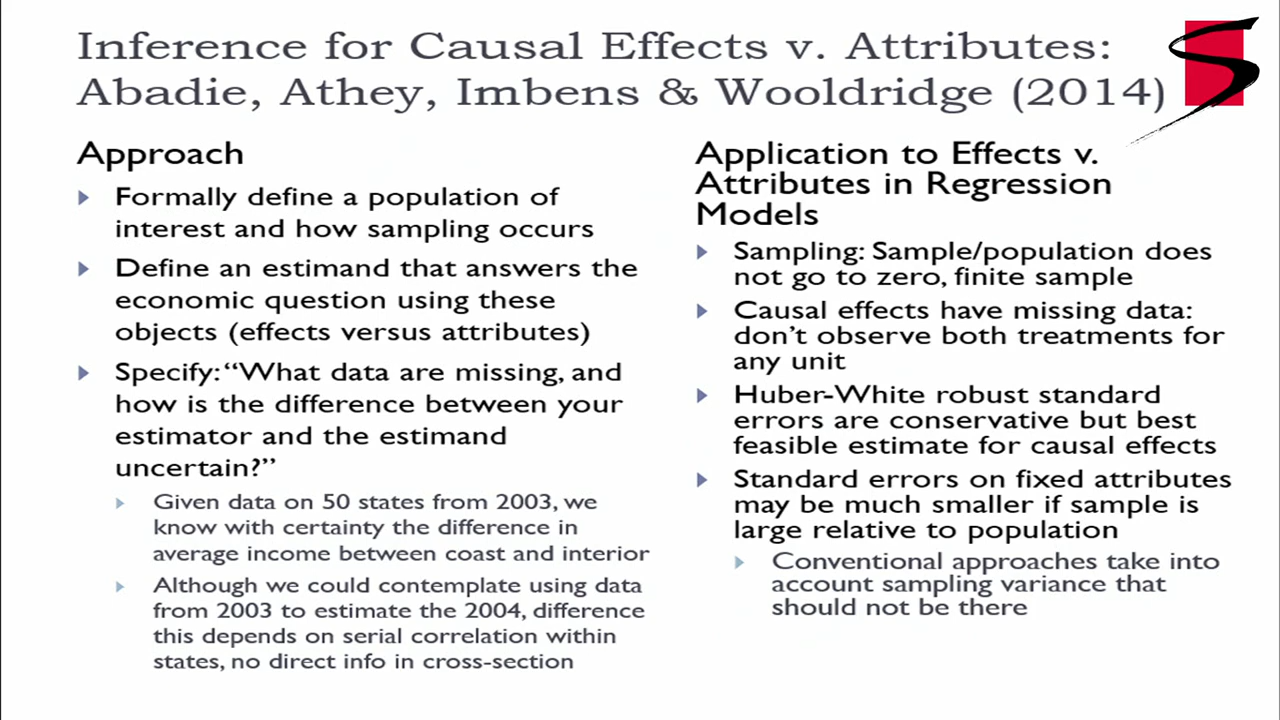 Inference for Causal Effects v. Attributes:
Abadie, Athey, Imbens & Wooldridge (2014)
Approach
Formally define a population of
interest and how sampling occurs
Define an estimand that answers the
economic question using these
objects (effects versus attributes)
Specify: “What data are missing, and
how is the difference between your
estimator and the estimand
uncertain?”
Given data on 50 states from 2003, we
know with certainty the difference in
average income between coast and interior
Although we could contemplate using data
from 2003 to estimate the 2004, difference
this depends on serial correlation within
states, no direct info in cross-section
Application to Effects v.
Attributes in Regression
Models
Sampling: Sample/population does
not go to zero, finite sample
Causal effects have missing data:
don’t observe both treatments for
any unit
Huber-White robust standard
errors are conservative but best
feasible estimate for causal effects
Standard errors on fixed attributes
may be much smaller if sample is
large relative to population
Conventional approaches take into
account sampling variance that
should not be there